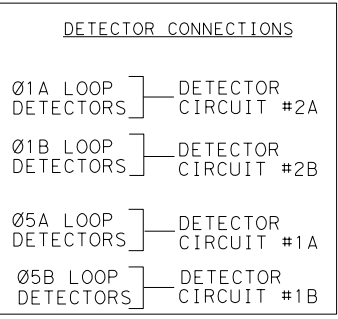 DETECTOR CONNECTIONS
Ø1A LOOP DETECTORS
DETECTOR CIRCUIT #2A
Ø1B LOOP DETECTORS
DETECTOR CIRCUIT #2B
Ø5A LOOP DETECTORS
DETECTOR CIRCUIT #1A
Ø5B LOOP DETECTORS
DETECTOR CIRCUIT #1B